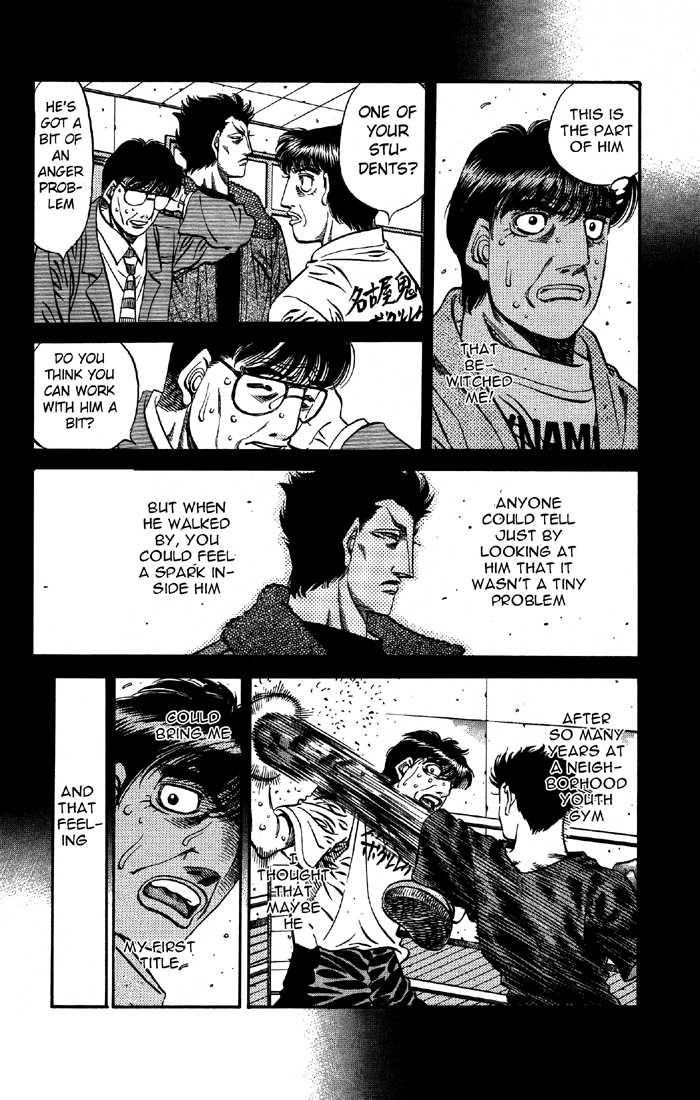 THIS IS
THE PART
OF HIM
THAT
BE-
WITCHED
ME!
NAM
ONE OF
YOUR
STU-
DENTS?
名古屋鬼
HE'S
GOT A
BIT OF
AN
ANGER
PROB-
LEM
DO YOU
THINK YOU
CAN WORK
WITH HIM A
BIT?
ANYONE
COULD TELL
JUST BY
LOOKING AT
HIM THAT IT
WASN'T A TINY
PROBLEM
BUT WHEN
HE WALKED
BY, YOU
COULD FEEL
A SPARK IN-
SIDE HIM
AFTER
SO MANY
YEARS AT
A NEIGH-
BORHOOD
YOUTH
GYM
I
THOUGHT
THAT
MAYBE
HE
COULD
BRING ME
MY FIRST
TITLE
AND
THAT
FEEL-
ING